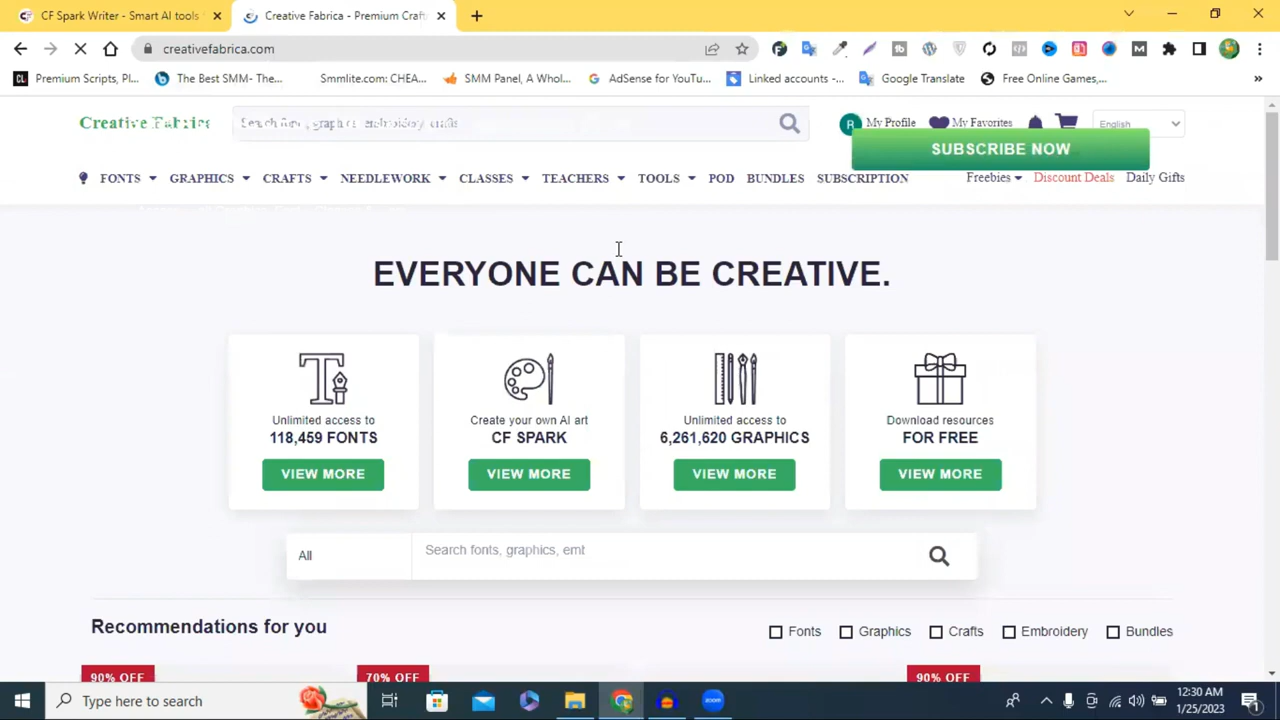 CF Spark Writer - Smart AI tools
Creative Fabrica - Premium Craft
creativefabrica.com
Premium Scripts, Pl...
The Best SMM- The...
Smmlite.com: CHEA...
SMM Panel, A Whol...
AdSense for YouTu...
Linked accounts -...
Google Translate
Free Online Games,...
Creative Fabrica
Search fonts, graphics, embroidery, crafts
My Profile
My Favorites
English
SUBSCRIBE NOW
FONTS GRAPHICS CRAFTS NEEDLEWORK CLASSES TEACHERS TOOLS POD BUNDLES SUBSCRIPTION
Freebies Discount Deals Daily Gifts
EVERYONE CAN BE CREATIVE.
Unlimited access to
118,459 FONTS
VIEW MORE
Create your own AI art
CF SPARK
VIEW MORE
Unlimited access to
6,261,620 GRAPHICS
VIEW MORE
Download resources
FOR FREE
VIEW MORE
All
Search fonts, graphics, emt
Recommendations for you
Fonts Graphics Crafts Embroidery Bundles
90% OFF
70% OFF
90% OFF
Type here to search
zoom
12:30 AM
1/25/2023